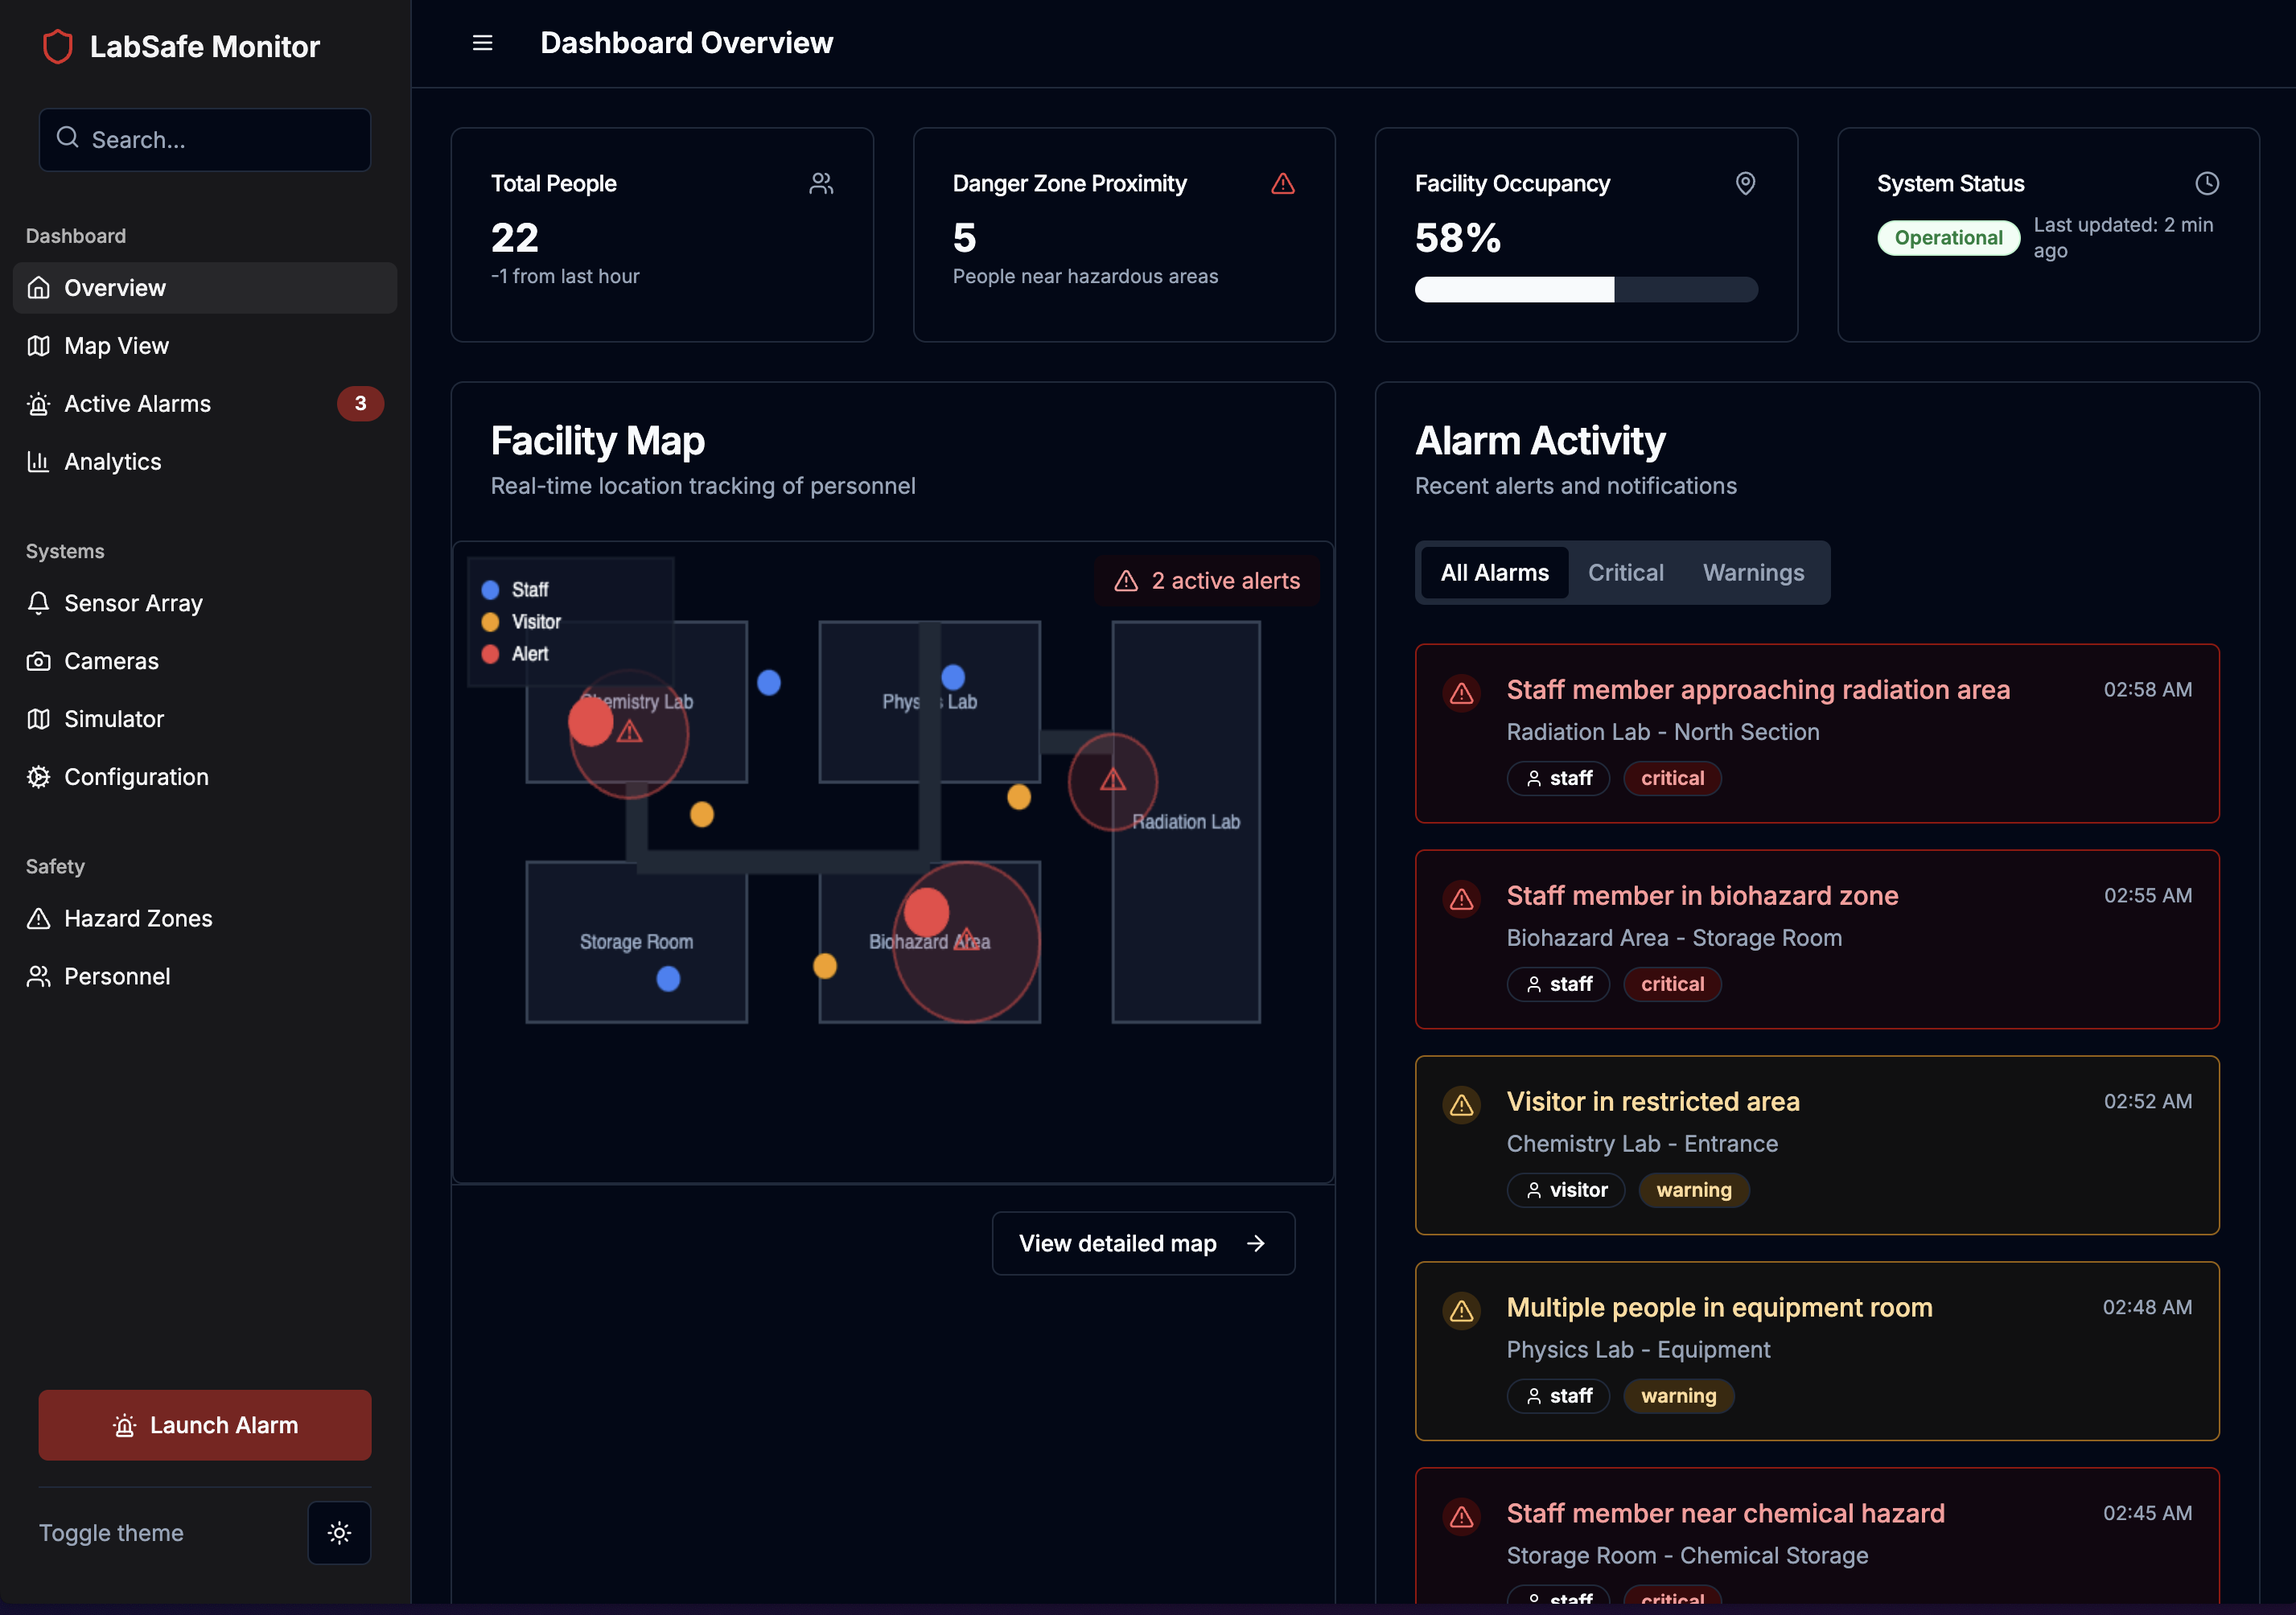 LabSafe Monitor
Search...
Dashboard
Overview
Map View
Active Alarms 3
Analytics
Systems
Sensor Array
Cameras
Simulator
Configuration
Safety
Hazard Zones
Personnel
Launch Alarm
Toggle theme
Dashboard Overview
Total People
22
-1 from last hour
Danger Zone Proximity
5
People near hazardous areas
Facility Occupancy
58%
System Status
Operational
Last updated: 2 min
ago
Facility Map
Real-time location tracking of personnel
Staff
Visitor
Alert
2 active alerts
Chemistry Lab
Physics Lab
Radiation Lab
Storage Room
Biohazard Area
View detailed map
Alarm Activity
Recent alerts and notifications
All Alarms Critical Warnings
Staff member approaching radiation area 02:58 AM
Radiation Lab - North Section
staff critical
Staff member in biohazard zone 02:55 AM
Biohazard Area - Storage Room
staff critical
Visitor in restricted area 02:52 AM
Chemistry Lab - Entrance
visitor warning
Multiple people in equipment room 02:48 AM
Physics Lab - Equipment
staff warning
Staff member near chemical hazard 02:45 AM
Storage Room - Chemical Storage
staff critical